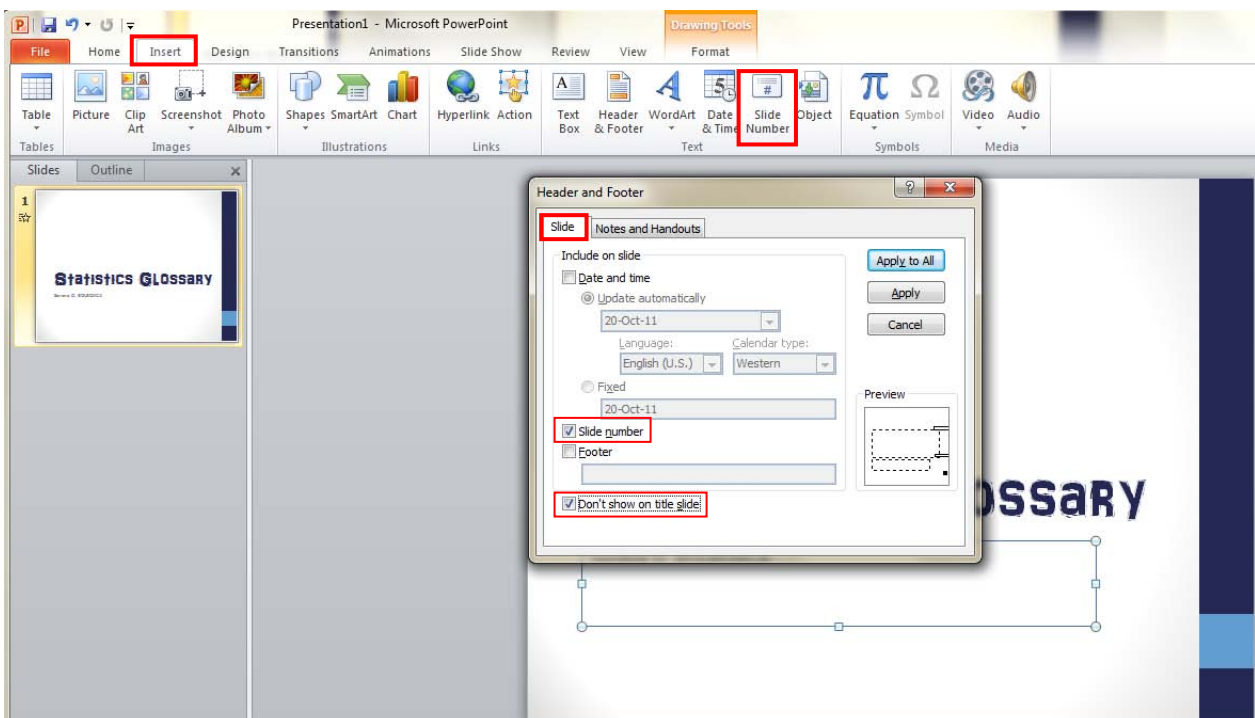 Presentation1 - Microsoft PowerPoint
Drawing Tools
File Home Insert Design Transitions Animations Slide Show Review View Format
Table Picture Clip Art Screenshot Photo Album Shapes SmartArt Chart Hyperlink Action Text Box Header & Footer WordArt Date & Time Slide Number Object Equation Symbol Video Audio
Tables Images Illustrations Links Text Symbols Media
Slides Outline
1
Statistics Glossary
Header and Footer
Slide Notes and Handouts
Include on slide
Date and time
Update automatically
20-Oct-11
Language: Calendar type:
English (U.S.) Western
Fixed
20-Oct-11
Slide number
Footer
Don't show on title slide
Apply to All
Apply
Cancel
Preview
ossary